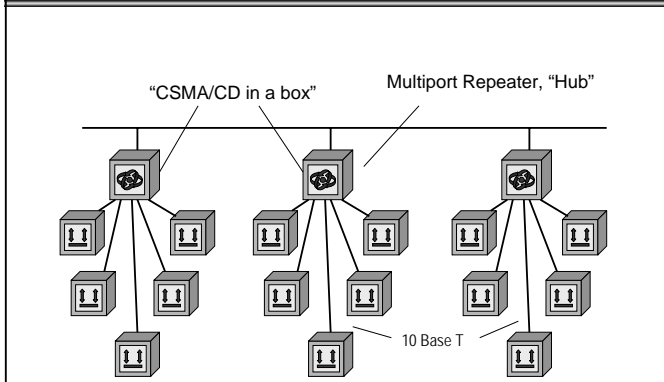 Multiport Repeater, “Hub”
“CSMA/CD in a box”
10 Base T